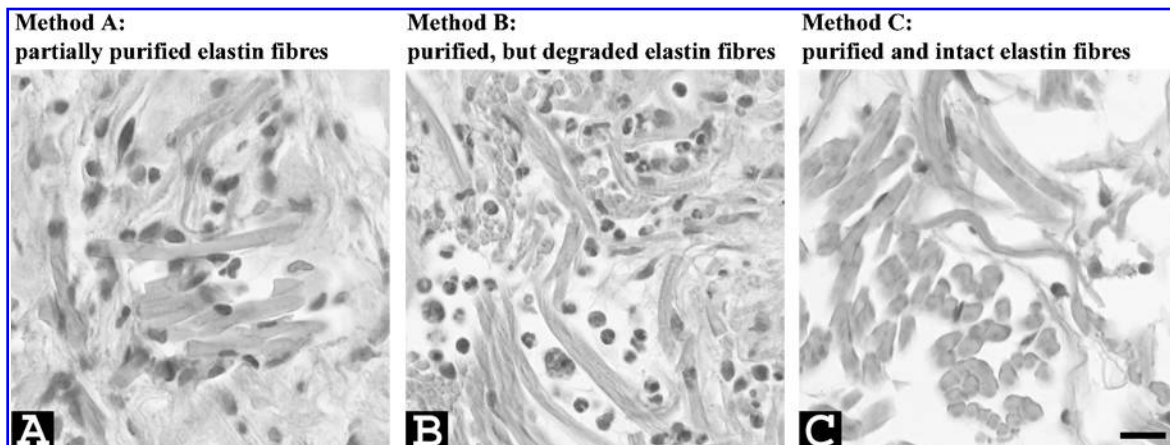 Method A:
partially purified elastin fibres
Method B:
purified, but degraded elastin fibres
Method C:
purified and intact elastin fibres
A
B
C